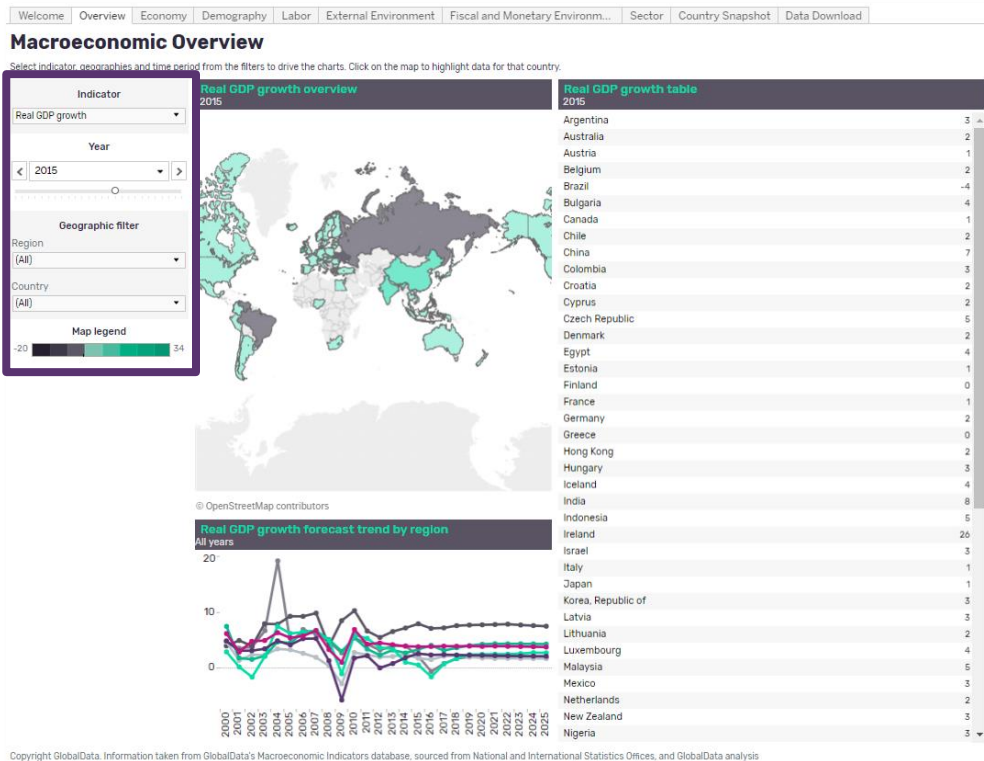 Welcome Overview Economy Demography Labor External Environment Fiscal and Monetary Environm... Sector Country Snapshot Data Download
Macroeconomic Overview
Select indicator, geographies and time period from the filters to drive the charts. Click on the map to highlight data for that country.
Indicator
Real GDP growth
Year
2015
Geographic filter
Region
(All)
Country
(All)
Map legend
-20 34
Real GDP growth overview
2015
© OpenStreetMap contributors
Real GDP growth forecast trend by region
All years
20
10
0
2000 2001 2002 2003 2004 2005 2006 2007 2008 2009 2010 2011 2012 2013 2014 2015 2016 2017 2018 2019 2020 2021 2022 2023 2024 2025
Real GDP growth table
2015
Argentina 3
Australia 2
Austria 1
Belgium 2
Brazil -4
Bulgaria 4
Canada 1
Chile 2
China 7
Colombia 3
Croatia 2
Cyprus 2
Czech Republic 5
Denmark 2
Egypt 4
Estonia 1
Finland 0
France 1
Germany 2
Greece 0
Hong Kong 2
Hungary 3
Iceland 4
India 8
Indonesia 5
Ireland 26
Israel 3
Italy 1
Japan 1
Korea, Republic of 3
Latvia 3
Lithuania 2
Luxembourg 4
Malaysia 5
Mexico 3
Netherlands 2
New Zealand 3
Nigeria 3
Copyright GlobalData. Information taken from GlobalData's Macroeconomic Indicators database, sourced from National and International Statistics Offices, and GlobalData analysis